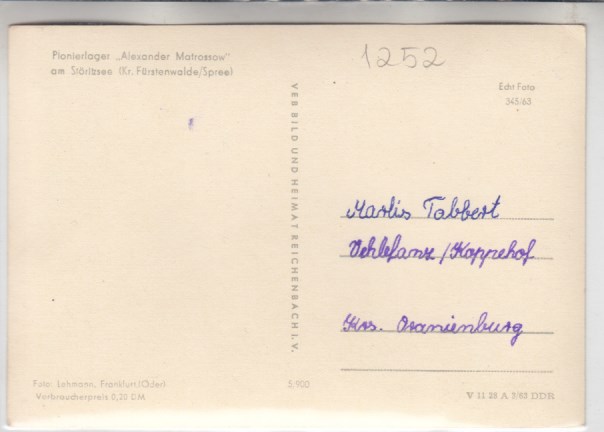 Pionierlager „Alexander Matrossow"
am Störitzsee (Kr. Fürstenwalde/Spree)
1252
Echt Foto
345/63
VEB BILD UND HEIMAT REICHENBACH I. V.
Marlis Tabbert
Vehlefanz / Koppehof
Krs. Oranienburg
Foto: Lohmann, Frankfurt/(Oder)
Verbraucherpreis 0,20 DM
5,900
V 11 28 A 3/63 DDR